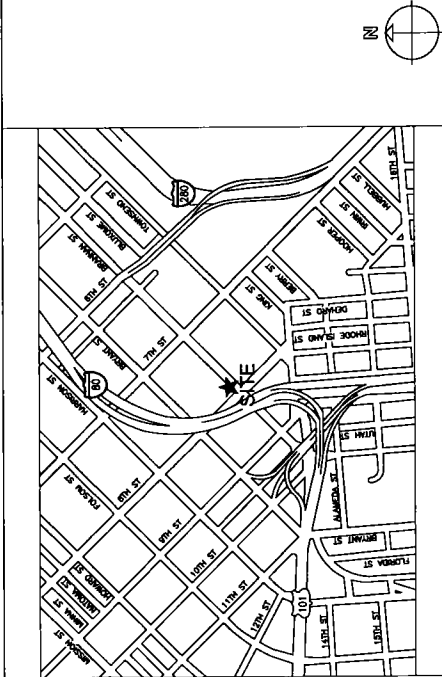 N
MISSION ST
MINNA ST
NATOMA ST
HOWARD ST
FOLSOM ST
HARRISON ST
80
BRYANT ST
BRANNAN ST
BLUXOME ST
TOWNSEND ST
280
6TH ST
7TH ST
8TH ST
9TH ST
10TH ST
11TH ST
12TH ST
SITE
KING ST
BERRY ST
HOOPER ST
IRWIN ST
HUBBELL ST
16TH ST
DEHARO ST
RHODE ISLAND ST
UTAH ST
ALAMEDA ST
BRYANT ST
FLORIDA ST
101
14TH ST
15TH ST